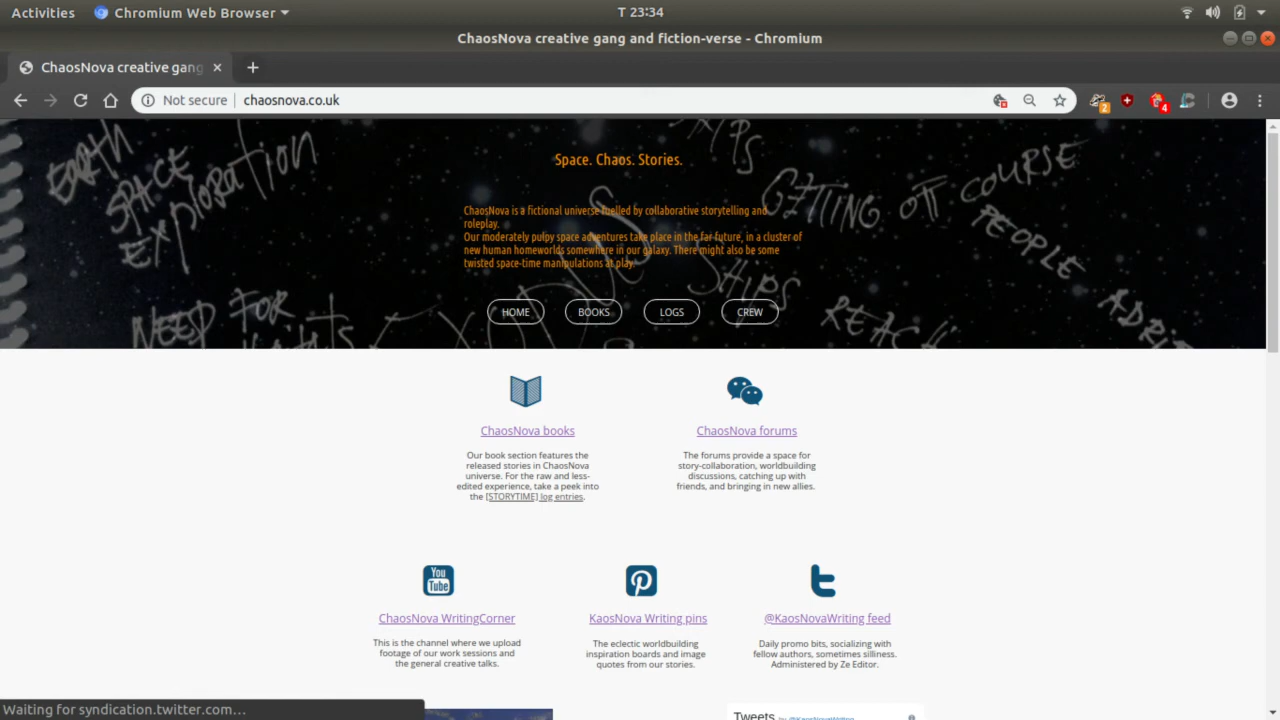 Activities Chromium Web Browser T 23:34
ChaosNova creative gang and fiction-verse - Chromium
ChaosNova creative gang
Not secure chaosnova.co.uk 2 4
EARTH
SPACE
EXPLORATION
NEED FOR
SHIPS
GETTING OFF COURSE
PEOPLE
REACH
Space. Chaos. Stories.
ChaosNova is a fictional universe fuelled by collaborative storytelling and
roleplay.
Our moderately pulpy space adventures take place in the far future, in a cluster of
new human homeworlds somewhere in our galaxy. There might also be some
twisted space-time manipulations at play.
HOME BOOKS LOGS CREW
ChaosNova books
Our book section features the
released stories in ChaosNova
universe. For the raw and less-
edited experience, take a peek into
the [STORYTIME] log entries.
ChaosNova forums
The forums provide a space for
story-collaboration, worldbuilding
discussions, catching up with
friends, and bringing in new allies.
You
Tube
ChaosNova WritingCorner
This is the channel where we upload
footage of our work sessions and
the general creative talks.
KaosNova Writing pins
The eclectic worldbuilding
inspiration boards and image
quotes from our stories.
@KaosNovaWriting feed
Daily promo bits, socializing with
fellow authors, sometimes silliness.
Administered by Ze Editor.
Waiting for syndication.twitter.com...
Tweets by @KaosNovaWriting